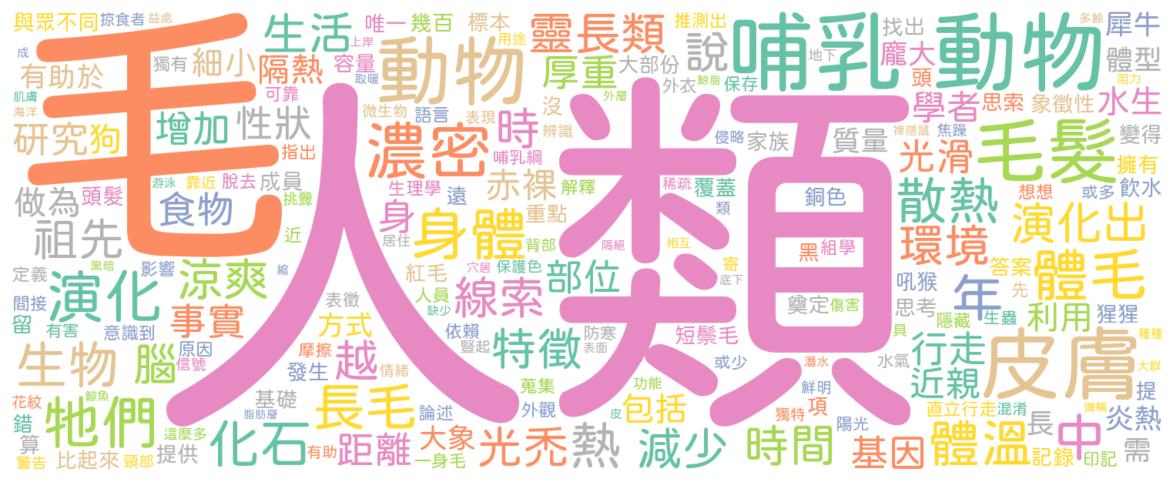 人類
毛
哺乳
動物
動物
皮膚
毛髮
濃密
身體
體毛
演化
演化出
生物
生活
牠們
化石
祖先
食物
事實
涼爽
研究
狗
增加
性狀
時
靈長類
厚重
說
細小
隔熱
與眾不同
掠食者
益處
有助於
獨有
唯一
幾百
標本
容量
上岸
取暖
可靠
用途
大部份
外衣
鯨脂
推測出
找出
龐大
頭
保存
地下
多餘
犀牛
體型
阻力
學者
思索
象徵性
水生
成
肌膚
海洋
指出
微生物
語言
表現
沒
辨識
外層
侵略
家族
質量
裸隱鼠
焦躁
光滑
變得
擁有
哺乳綱
生理學
赤裸
解釋
稀疏
覆蓋
類
遠
重點
身
做為
頭髮
游泳
靠近
脫去
成員
挑釁
近
居住
背部
隔絕
相互
底下
寄
銅色
黑
組學
散熱
想想
或多
飲水
環境
定義
黑暗
影響
縮
表徵
紅毛
穴居
保護色
部位
人員
缺少
線索
奠定
傷害
吼猴
思考
年
答案
先
間接
留
有害
意識到
原因
信號
腦
摩擦
方式
發生
越
依賴
豎起
情緒
特徵
防寒
表面
短鬃毛
具
隱藏
生蟲
利用
猩猩
水氣
行走
近親
種種
大群
花紋
鯨魚
錯
算
警告
這麼多
比起來
頸部
提供
基礎
脂肪層
有助
長毛
距離
論述
大象
一身毛
蒐集
外觀
光禿
熱
功能
皮
包括
減少
或少
潛水
鮮明
獨特
項
彌補
陽光
時間
基因
直立行走
混淆
體溫
長
記錄
中
印記
提
炎熱
需